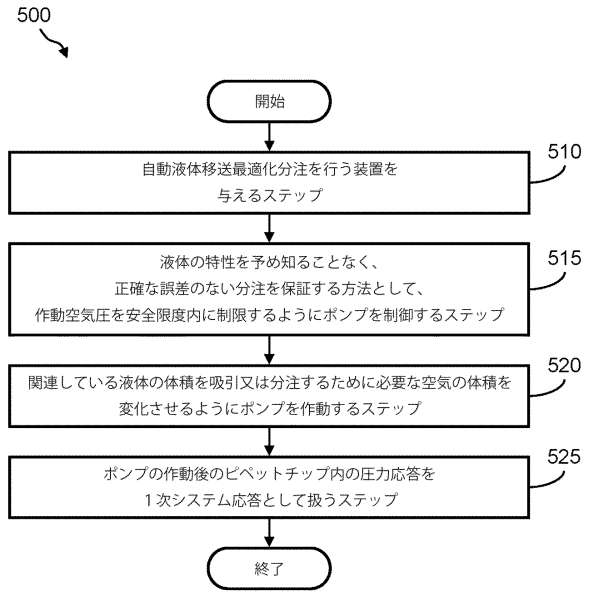 500
開始
510
自動液体移送最適化分注を行う装置を
与えるステップ
515
液体の特性を予め知ることなく、
正確な誤差のない分注を保証する方法として、
作動空気圧を安全限度内に制限するようにポンプを制御するステップ
520
関連している液体の体積を吸引又は分注するために必要な空気の体積を
変化させるようにポンプを作動するステップ
525
ポンプの作動後のピペットチップ内の圧力応答を
1次システム応答として扱うステップ
終了